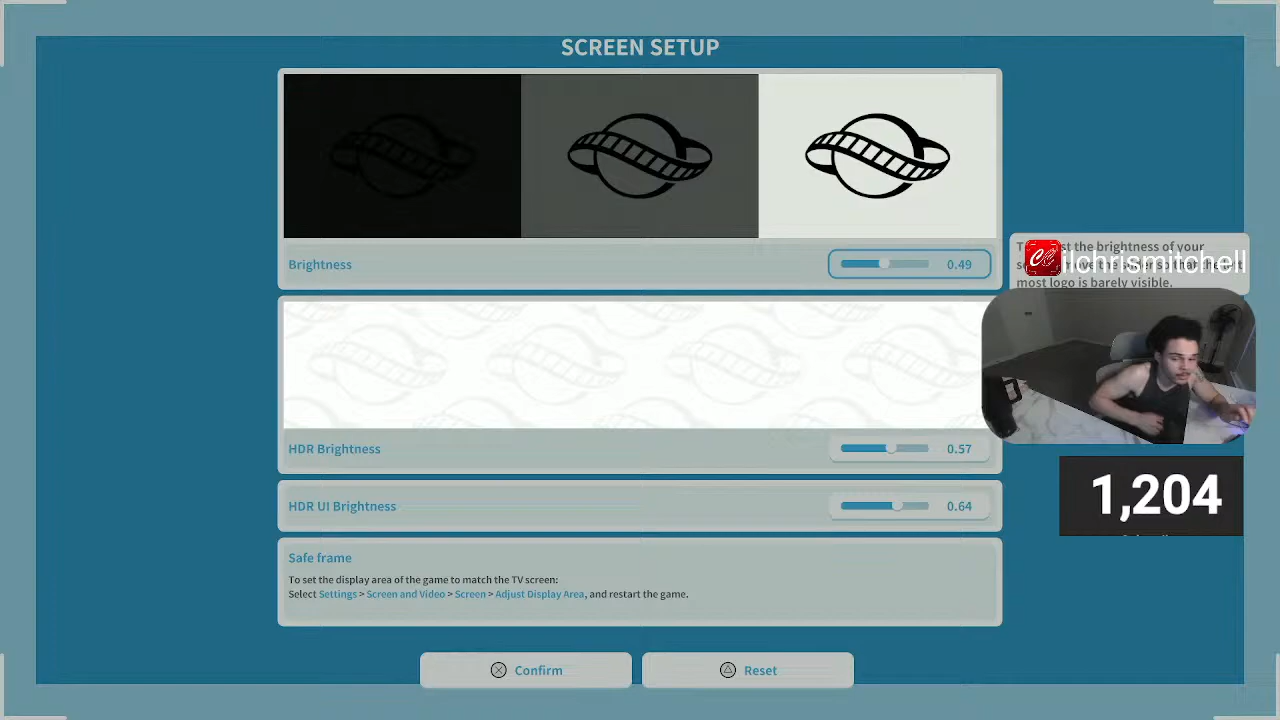 SCREEN SETUP
Brightness
0.49
the brightness of your
most logo is barely visible.
ilchrismitchell
HDR Brightness
0.57
1,204
HDR UI Brightness
0.64
Safe frame
To set the display area of the game to match the TV screen:
Select Settings > Screen and Video > Screen > Adjust Display Area, and restart the game.
Confirm
Reset